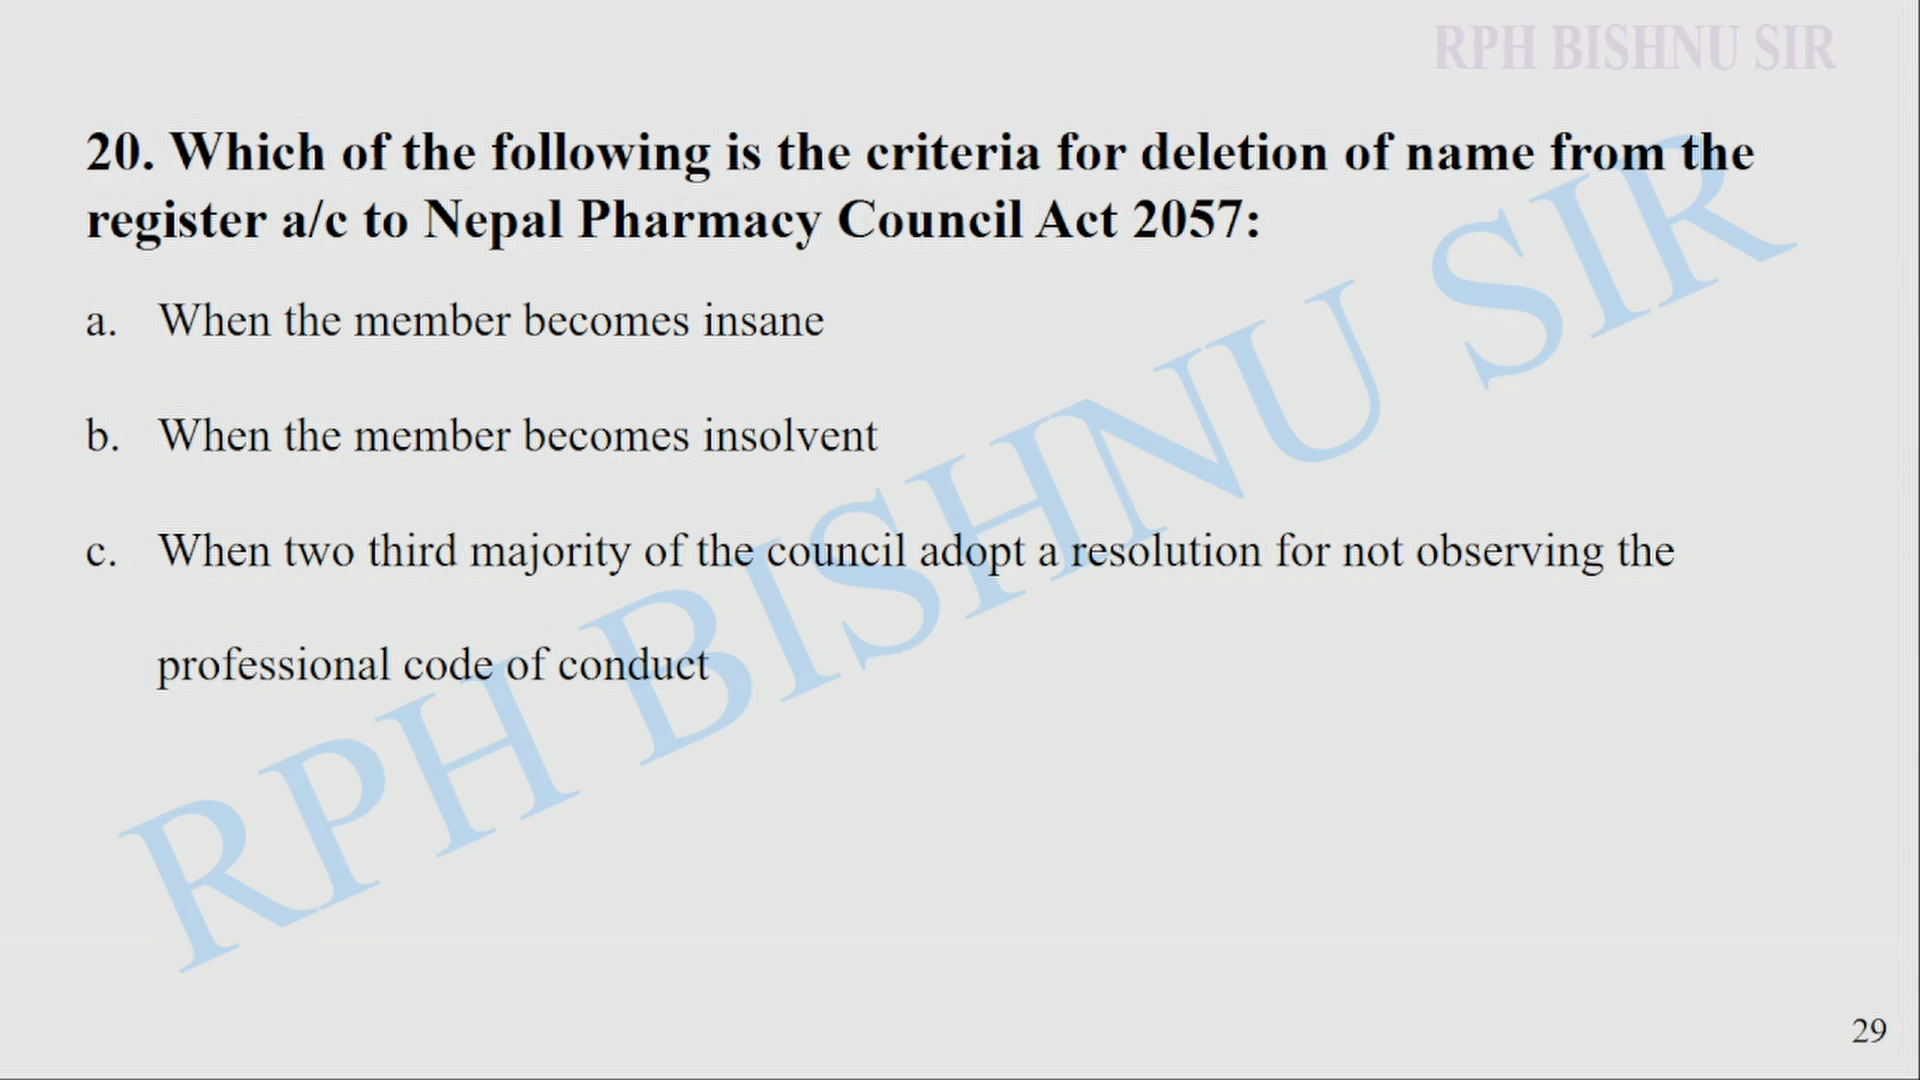 RPH BISHNU SIR
20. Which of the following is the criteria for deletion of name from the
register a/c to Nepal Pharmacy Council Act 2057:
a. When the member becomes insane
b. When the member becomes insolvent
c. When two third majority of the council adopt a resolution for not observing the
professional code of conduct
RPH BISHNU SIR
29